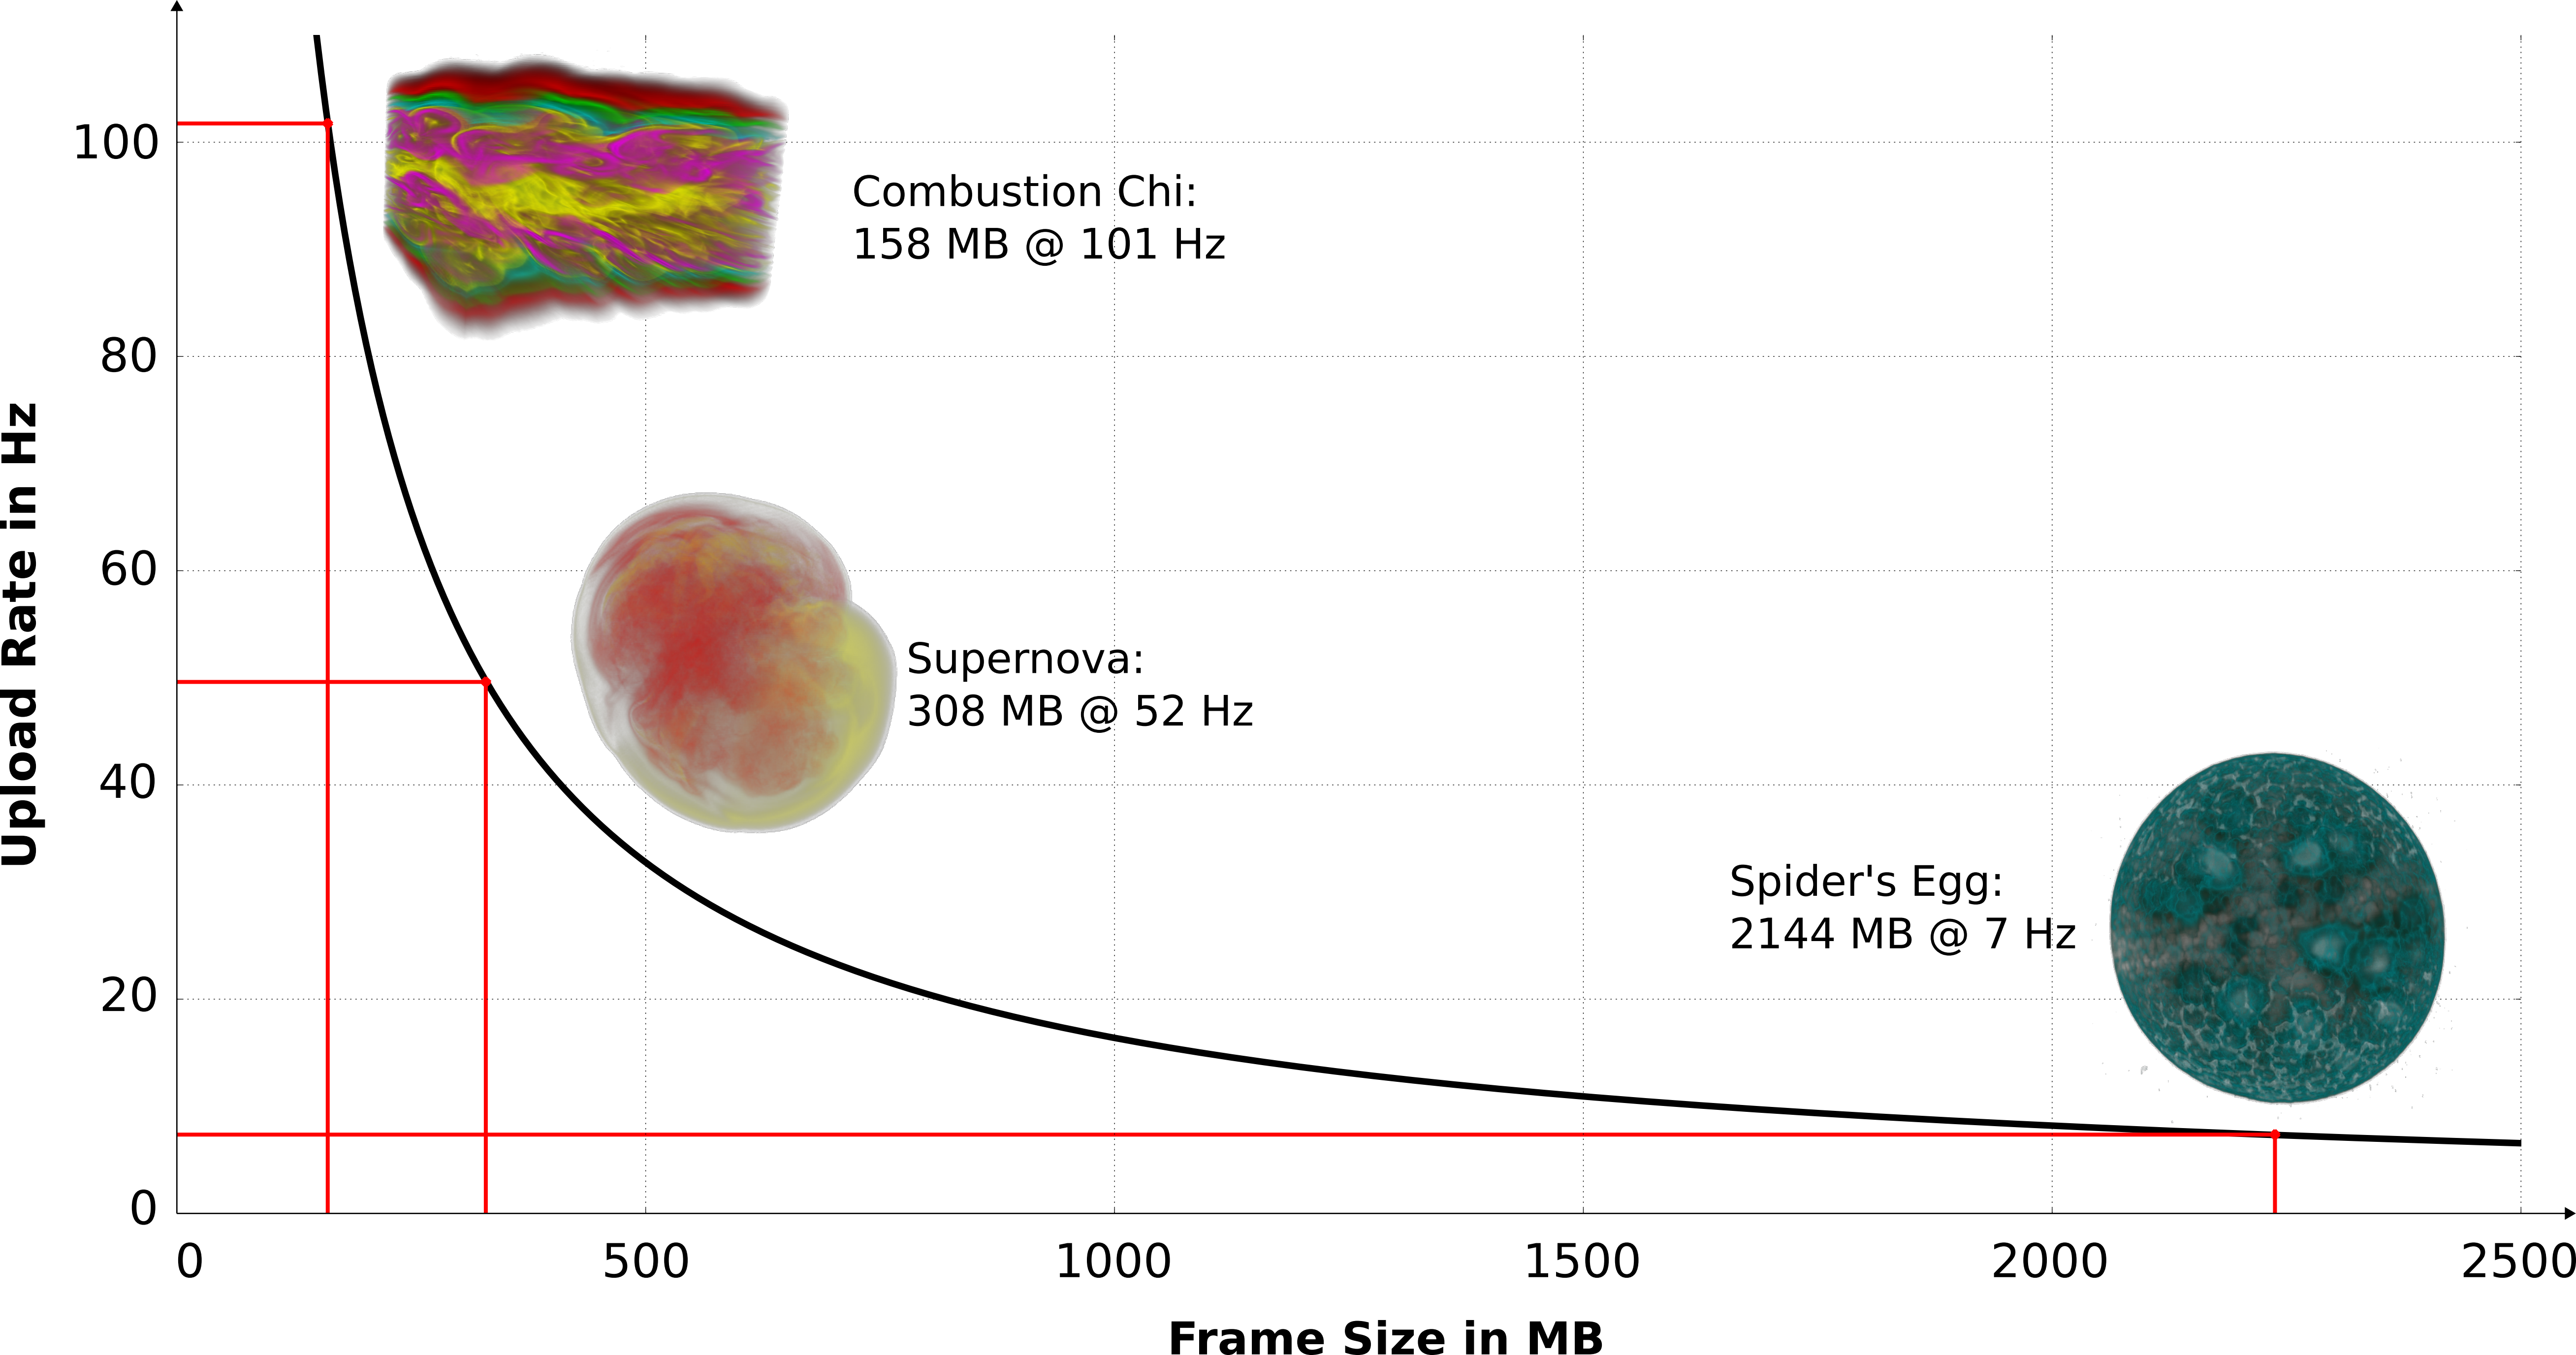 100
80
60
40
20
0
Upload Rate in Hz
Combustion Chi:
158 MB @ 101 Hz
Supernova:
308 MB @ 52 Hz
Spider's Egg:
2144 MB @ 7 Hz
0 500 1000 1500 2000 2500
Frame Size in MB